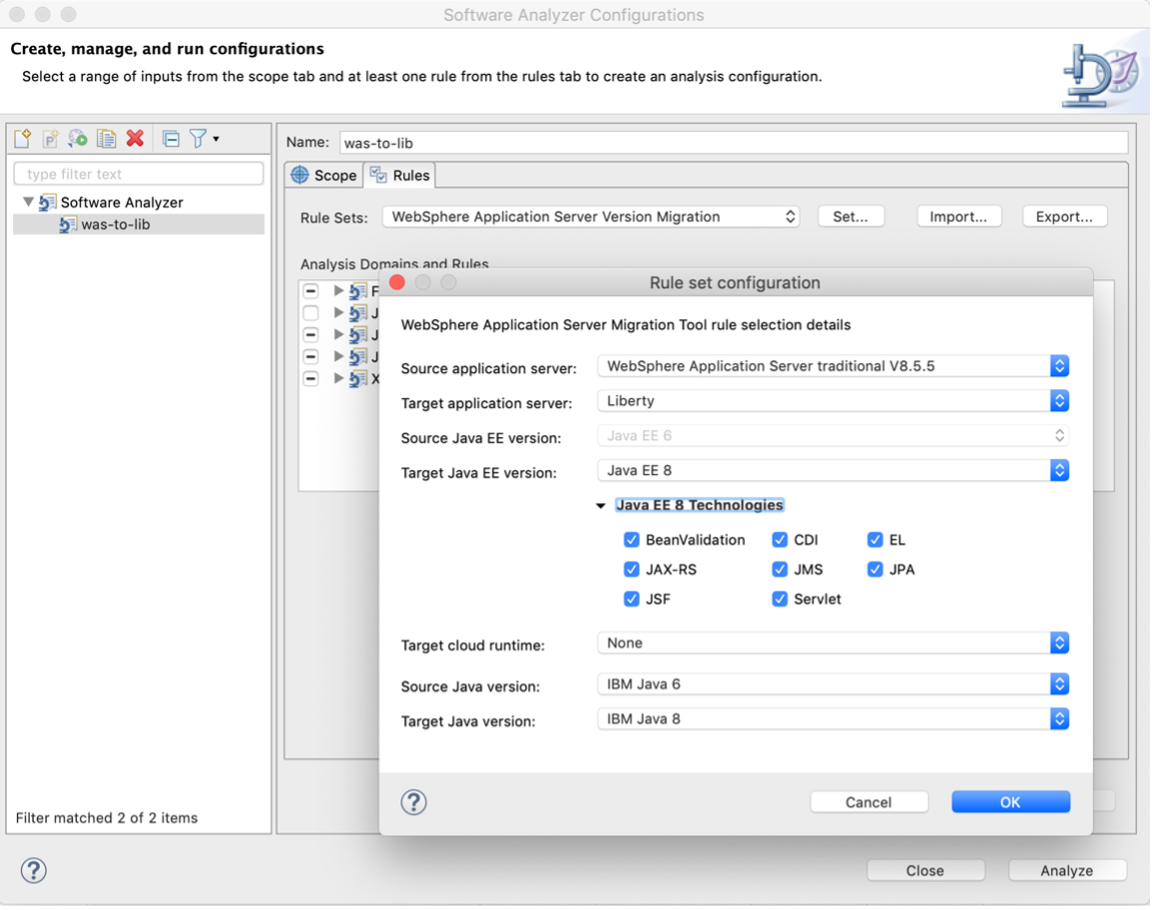 Software Analyzer Configurations
Create, manage, and run configurations
Select a range of inputs from the scope tab and at least one rule from the rules tab to create an analysis configuration.
P
type filter text
Software Analyzer
was-to-lib
Filter matched 2 of 2 items
Name: was-to-lib
Scope Rules
Rule Sets: WebSphere Application Server Version Migration Set... Import... Export...
Analysis Domains and Rules
F
J
J
J
X
Rule set configuration
WebSphere Application Server Migration Tool rule selection details
Source application server: WebSphere Application Server traditional V8.5.5
Target application server: Liberty
Source Java EE version: Java EE 6
Target Java EE version: Java EE 8
Java EE 8 Technologies
BeanValidation CDI EL
JAX-RS JMS JPA
JSF Servlet
Target cloud runtime: None
Source Java version: IBM Java 6
Target Java version: IBM Java 8
? Cancel OK
? Close Analyze